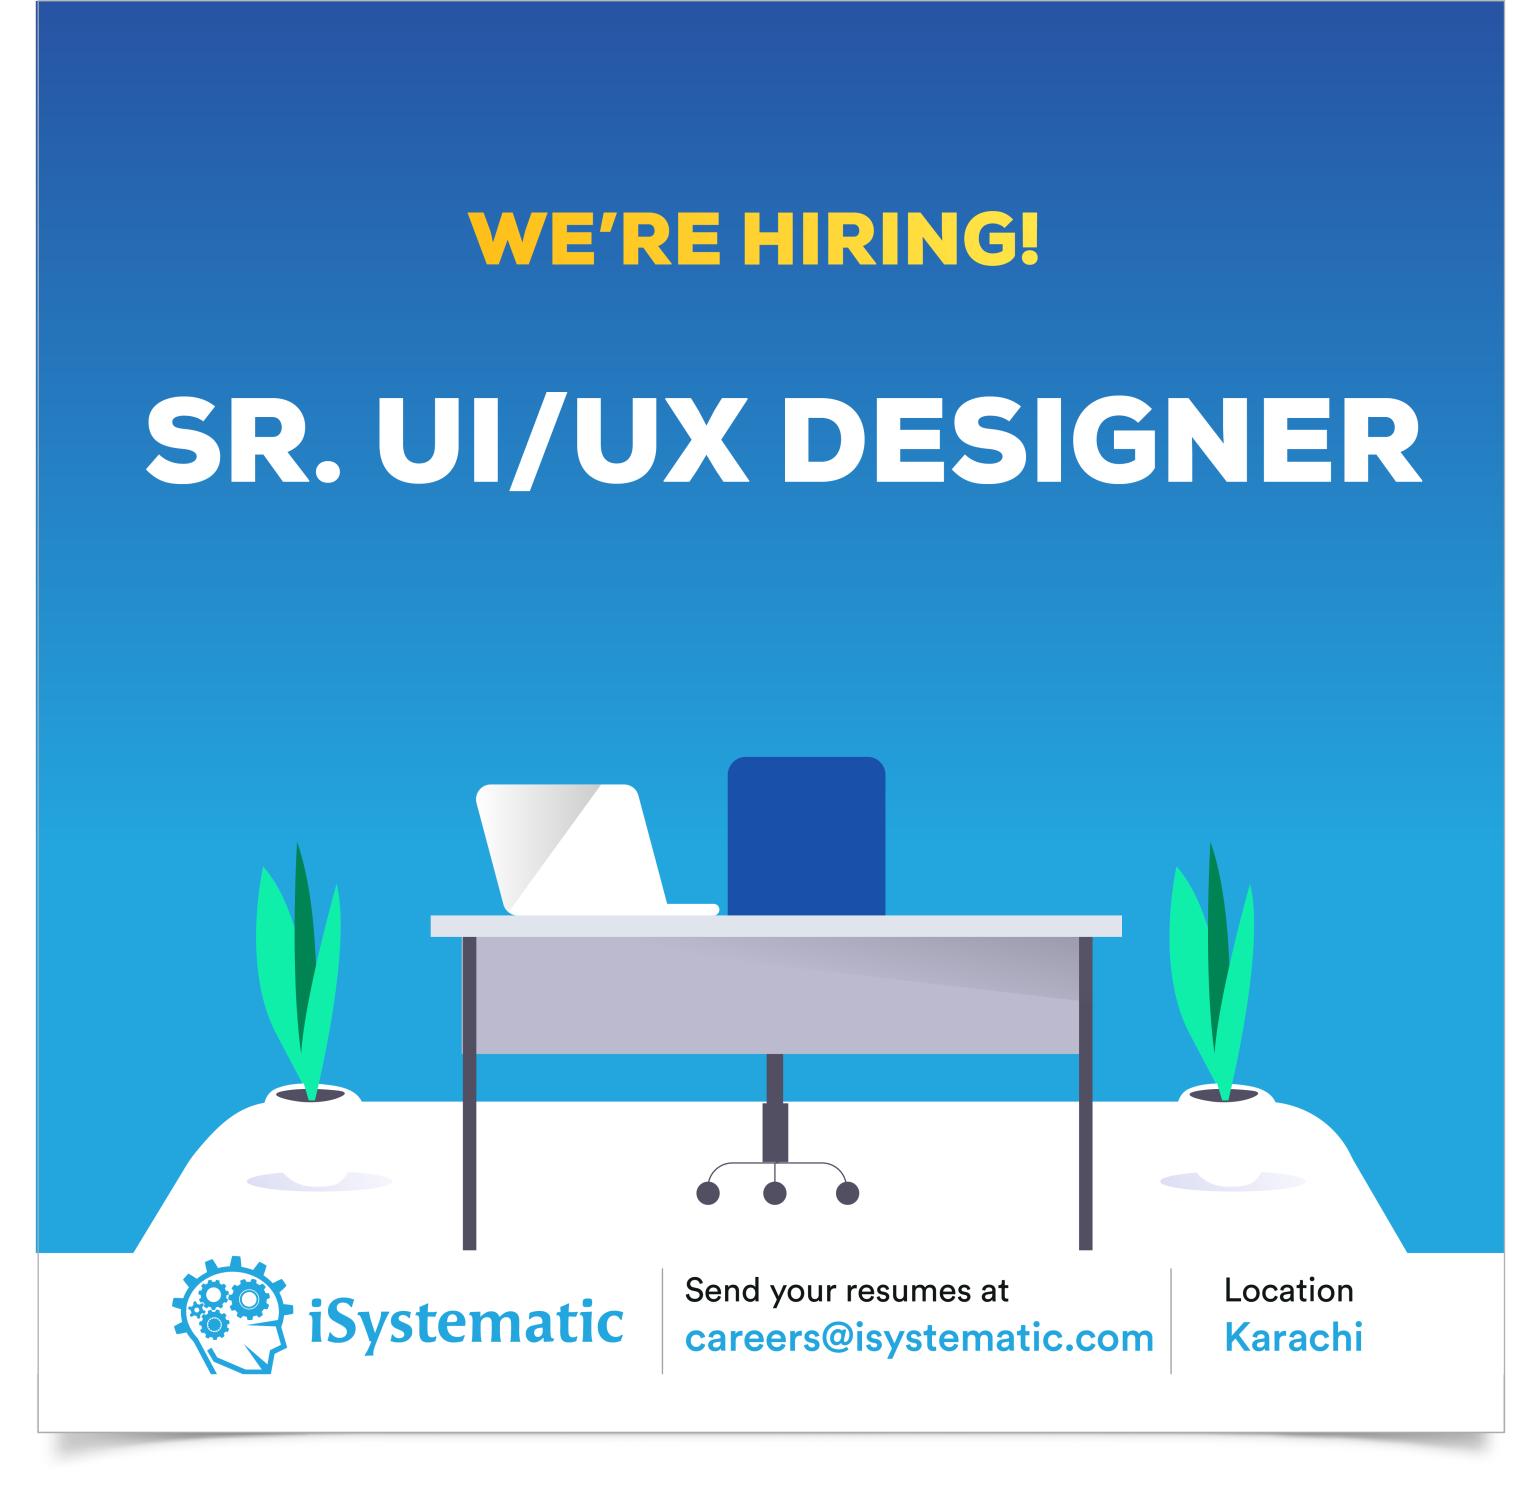 WE’RE HIRING!
SR. UI/UX DESIGNER
iSystematic
Send your resumes at
careers@isystematic.com
Location
Karachi